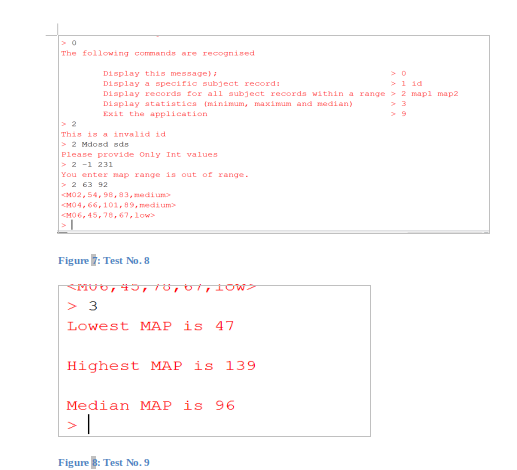 > 0
The following commands are recognised
Display this message); > 0
Display a specific subject record: > 1 id
Display records for all subject records within a range > 2 map1 map2
Display statistics (minimum, maximum and median) > 3
Exit the application > 9
> 2
This is a invalid id
> 2 Mdosd sds
Please provide Only Int values
> 2 -1 231
You enter map range is out of range.
> 2 63 92
<M02,54,98,83,medium>
<M04,66,101,89,medium>
<M06,45,78,67,low>
>
Figure 7: Test No. 8
<M06,45,78,67,low>
> 3
Lowest MAP is 47
Highest MAP is 139
Median MAP is 96
>
Figure 8: Test No. 9